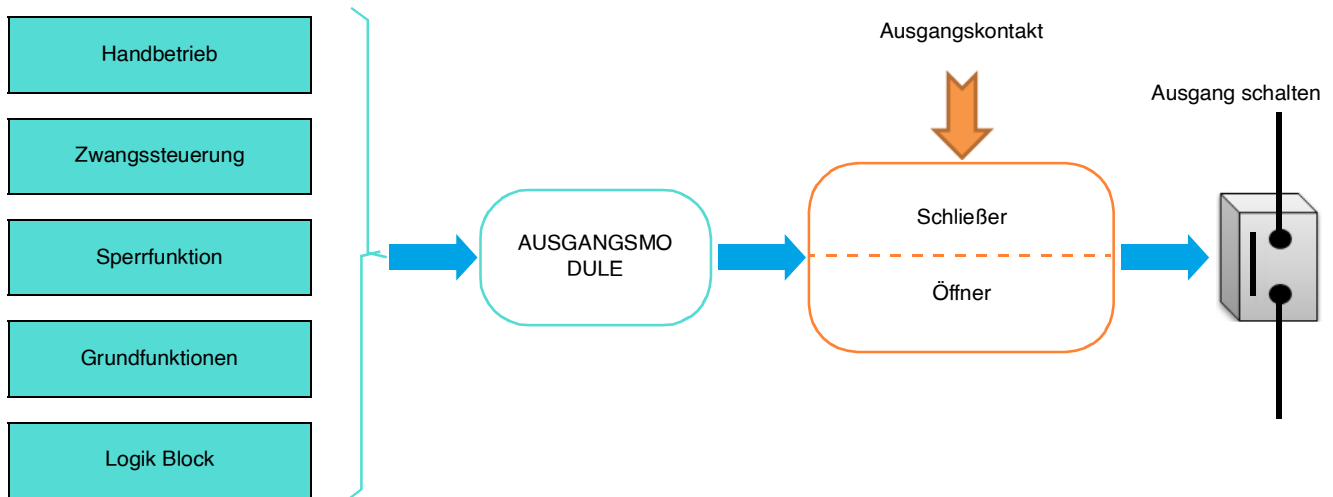 Handbetrieb
Zwangssteuerung
Sperrfunktion
Grundfunktionen
Logik Block
AUSGANGSMO
DULE
Ausgangskontakt
Schließer
Öffner
Ausgang schalten